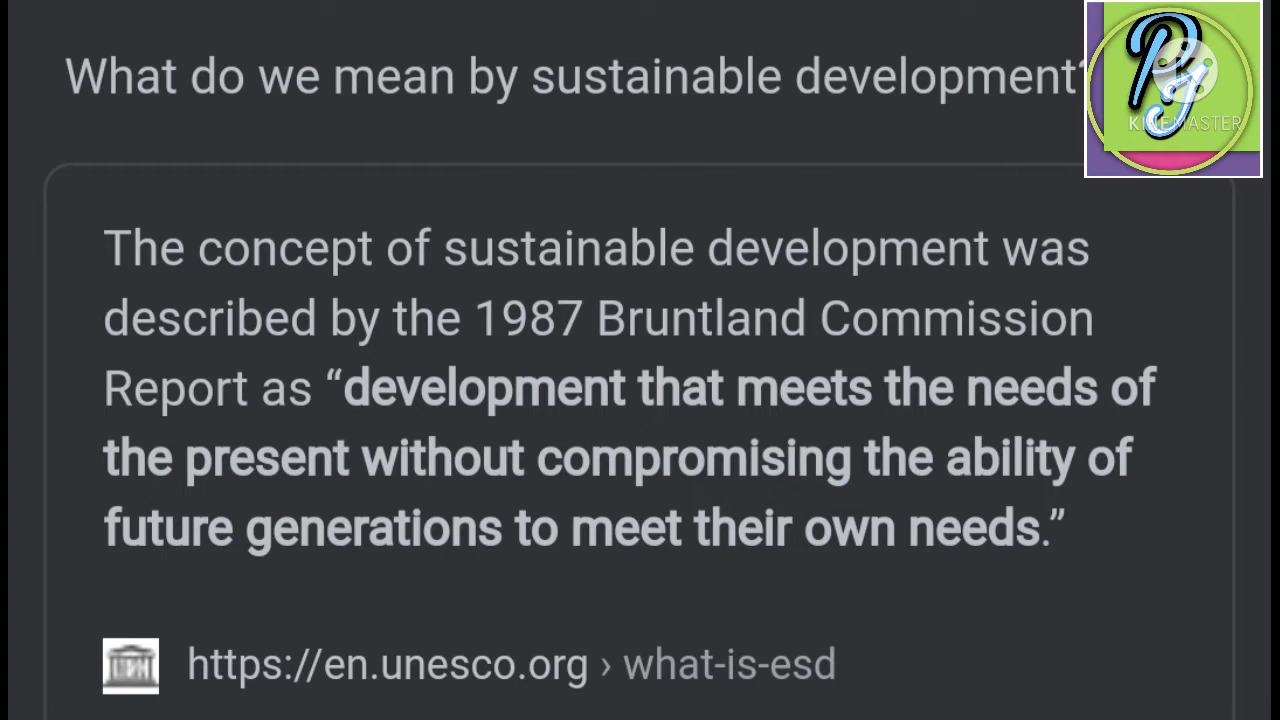 What do we mean by sustainable development?
KINEMASTER
The concept of sustainable development was
described by the 1987 Bruntland Commission
Report as “development that meets the needs of
the present without compromising the ability of
future generations to meet their own needs.”
https://en.unesco.org › what-is-esd